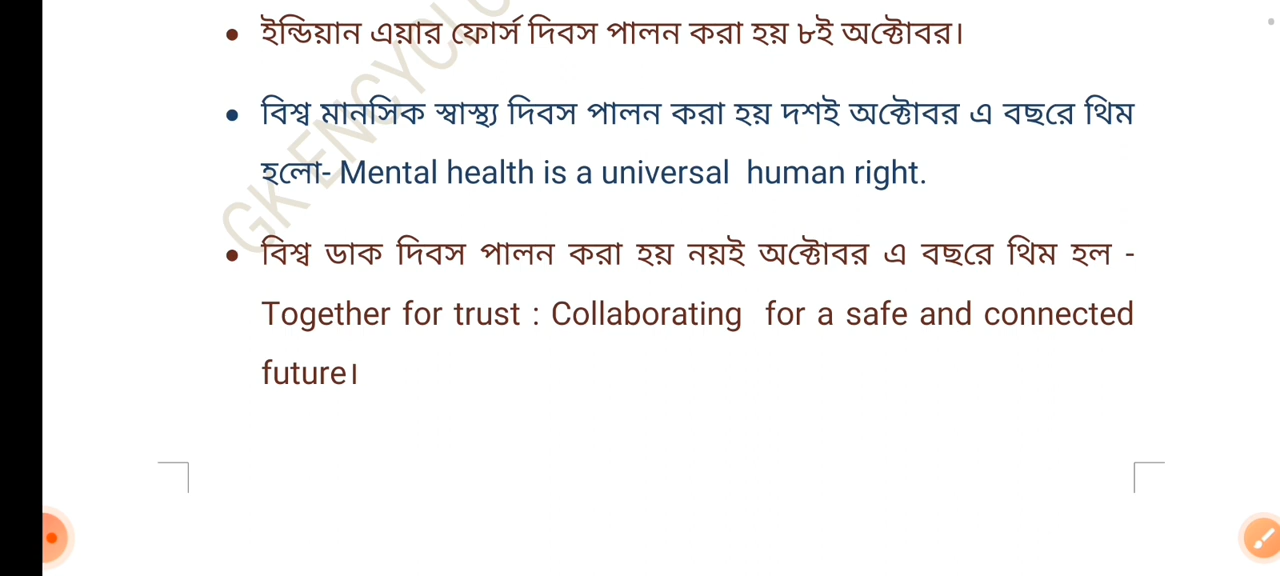 ইন্ডিয়ান এয়ার ফোর্স দিবস পালন করা হয় ৮ই অক্টোবর।
বিশ্ব মানসিক স্বাস্থ্য দিবস পালন করা হয় দশই অক্টোবর এ বছরে থিম
হলো- Mental health is a universal human right.
বিশ্ব ডাক দিবস পালন করা হয় নয়ই অক্টোবর এ বছরে থিম হল -
Together for trust : Collaborating for a safe and connected
future।